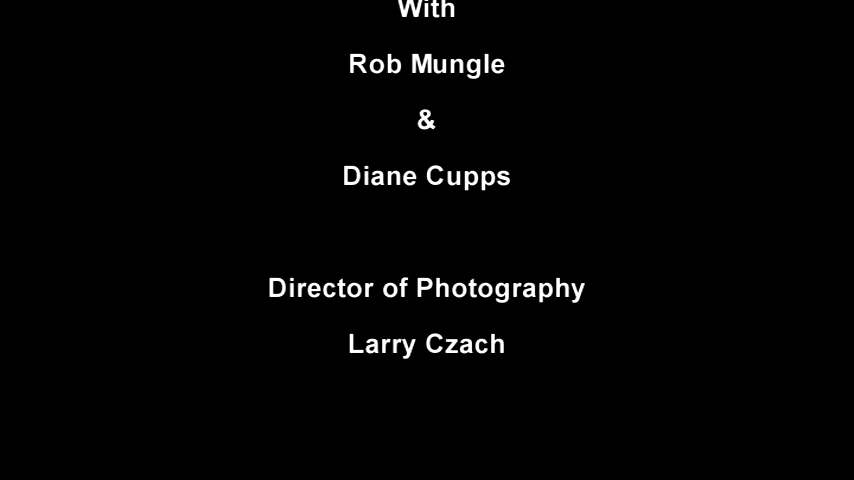 With
Rob Mungle
&
Diane Cupps
Director of Photography
Larry Czach